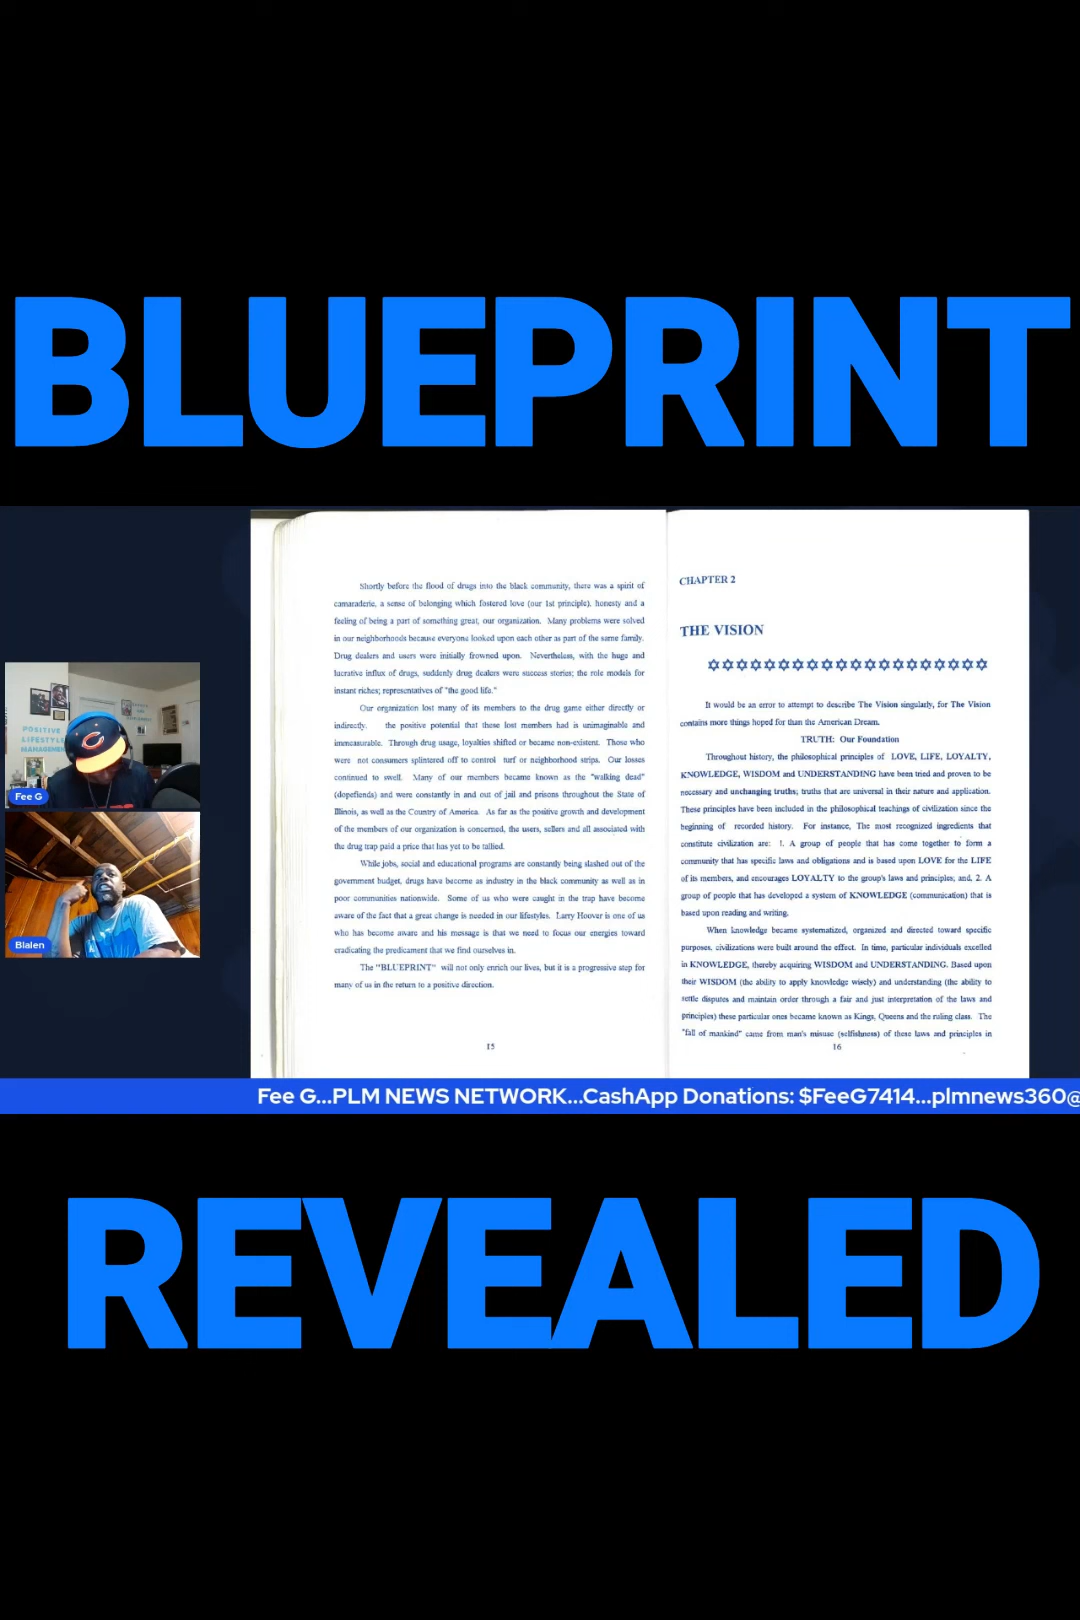 BLUEPRINT
Shortly before the flood of drugs into the black community, there was a spirit of
camaraderie, a sense of belonging which fostered love (our 1st principle), honesty and a
feeling of being a part of something great, our organization. Many problems were solved
in our neighborhoods because everyone looked upon each other as part of the same family.
Drug dealers and users were initially frowned upon. Nevertheless, with the huge and
lucrative influx of drugs, suddenly drug dealers were success stories; the role models for
instant riches; representatives of "the good life."
Our organization lost many of its members to the drug game either directly or
indirectly. the positive potential that these lost members had is unimaginable and
immeasurable. Through drug usage, loyalties shifted or became non-existent. Those who
were not consumers splintered off to control turf or neighborhood strips. Our losses
continued to swell. Many of our members became known as the "walking dead"
(dopefiends) and were constantly in and out of jail and prisons throughout the State of
Illinois, as well as the Country of America. As far as the positive growth and development
of the members of our organization is concerned, the users, sellers and all associated with
the drug trap paid a price that has yet to be tallied.
While jobs, social and educational programs are constantly being slashed out of the
government budget, drugs have become as industry in the black community as well as in
poor communities nationwide. Some of us who were caught in the trap have become
aware of the fact that a great change is needed in our lifestyles. Larry Hoover is one of us
who has become aware and his message is that we need to focus our energies toward
eradicating the predicament that we find ourselves in.
The "BLUEPRINT" will not only enrich our lives, but it is a progressive step for
many of us in the return to a positive direction.
15
CHAPTER 2
THE VISION
✡✡✡✡✡✡✡✡✡✡✡✡✡✡✡✡✡✡✡✡
It would be an error to attempt to describe The Vision singularly, for The Vision
contains more things hoped for than the American Dream.
TRUTH: Our Foundation
Throughout history, the philosophical principles of LOVE, LIFE, LOYALTY,
KNOWLEDGE, WISDOM and UNDERSTANDING have been tried and proven to be
necessary and unchanging truths; truths that are universal in their nature and application.
These principles have been included in the philosophical teachings of civilization since the
beginning of recorded history. For instance, The most recognized ingredients that
constitute civilization are: 1. A group of people that has come together to form a
community that has specific laws and obligations and is based upon LOVE for the LIFE
of its members, and encourages LOYALTY to the group's laws and principles; and, 2. A
group of people that has developed a system of KNOWLEDGE (communication) that is
based upon reading and writing.
When knowledge became systematized, organized and directed toward specific
purposes, civilizations were built around the effect. In time, particular individuals excelled
in KNOWLEDGE, thereby acquiring WISDOM and UNDERSTANDING. Based upon
their WISDOM (the ability to apply knowledge wisely) and understanding (the ability to
settle disputes and maintain order through a fair and just interpretation of the laws and
principles) these particular ones became known as Kings, Queens and the ruling class. The
"fall of mankind" came from man's misuse (selfishness) of these laws and principles in
16
POSITIVE
LIFESTYLE
MANAGEMENT
Fee G
Blalen
Fee G...PLM NEWS NETWORK...CashApp Donations: $FeeG7414...plmnews360@
REVEALED